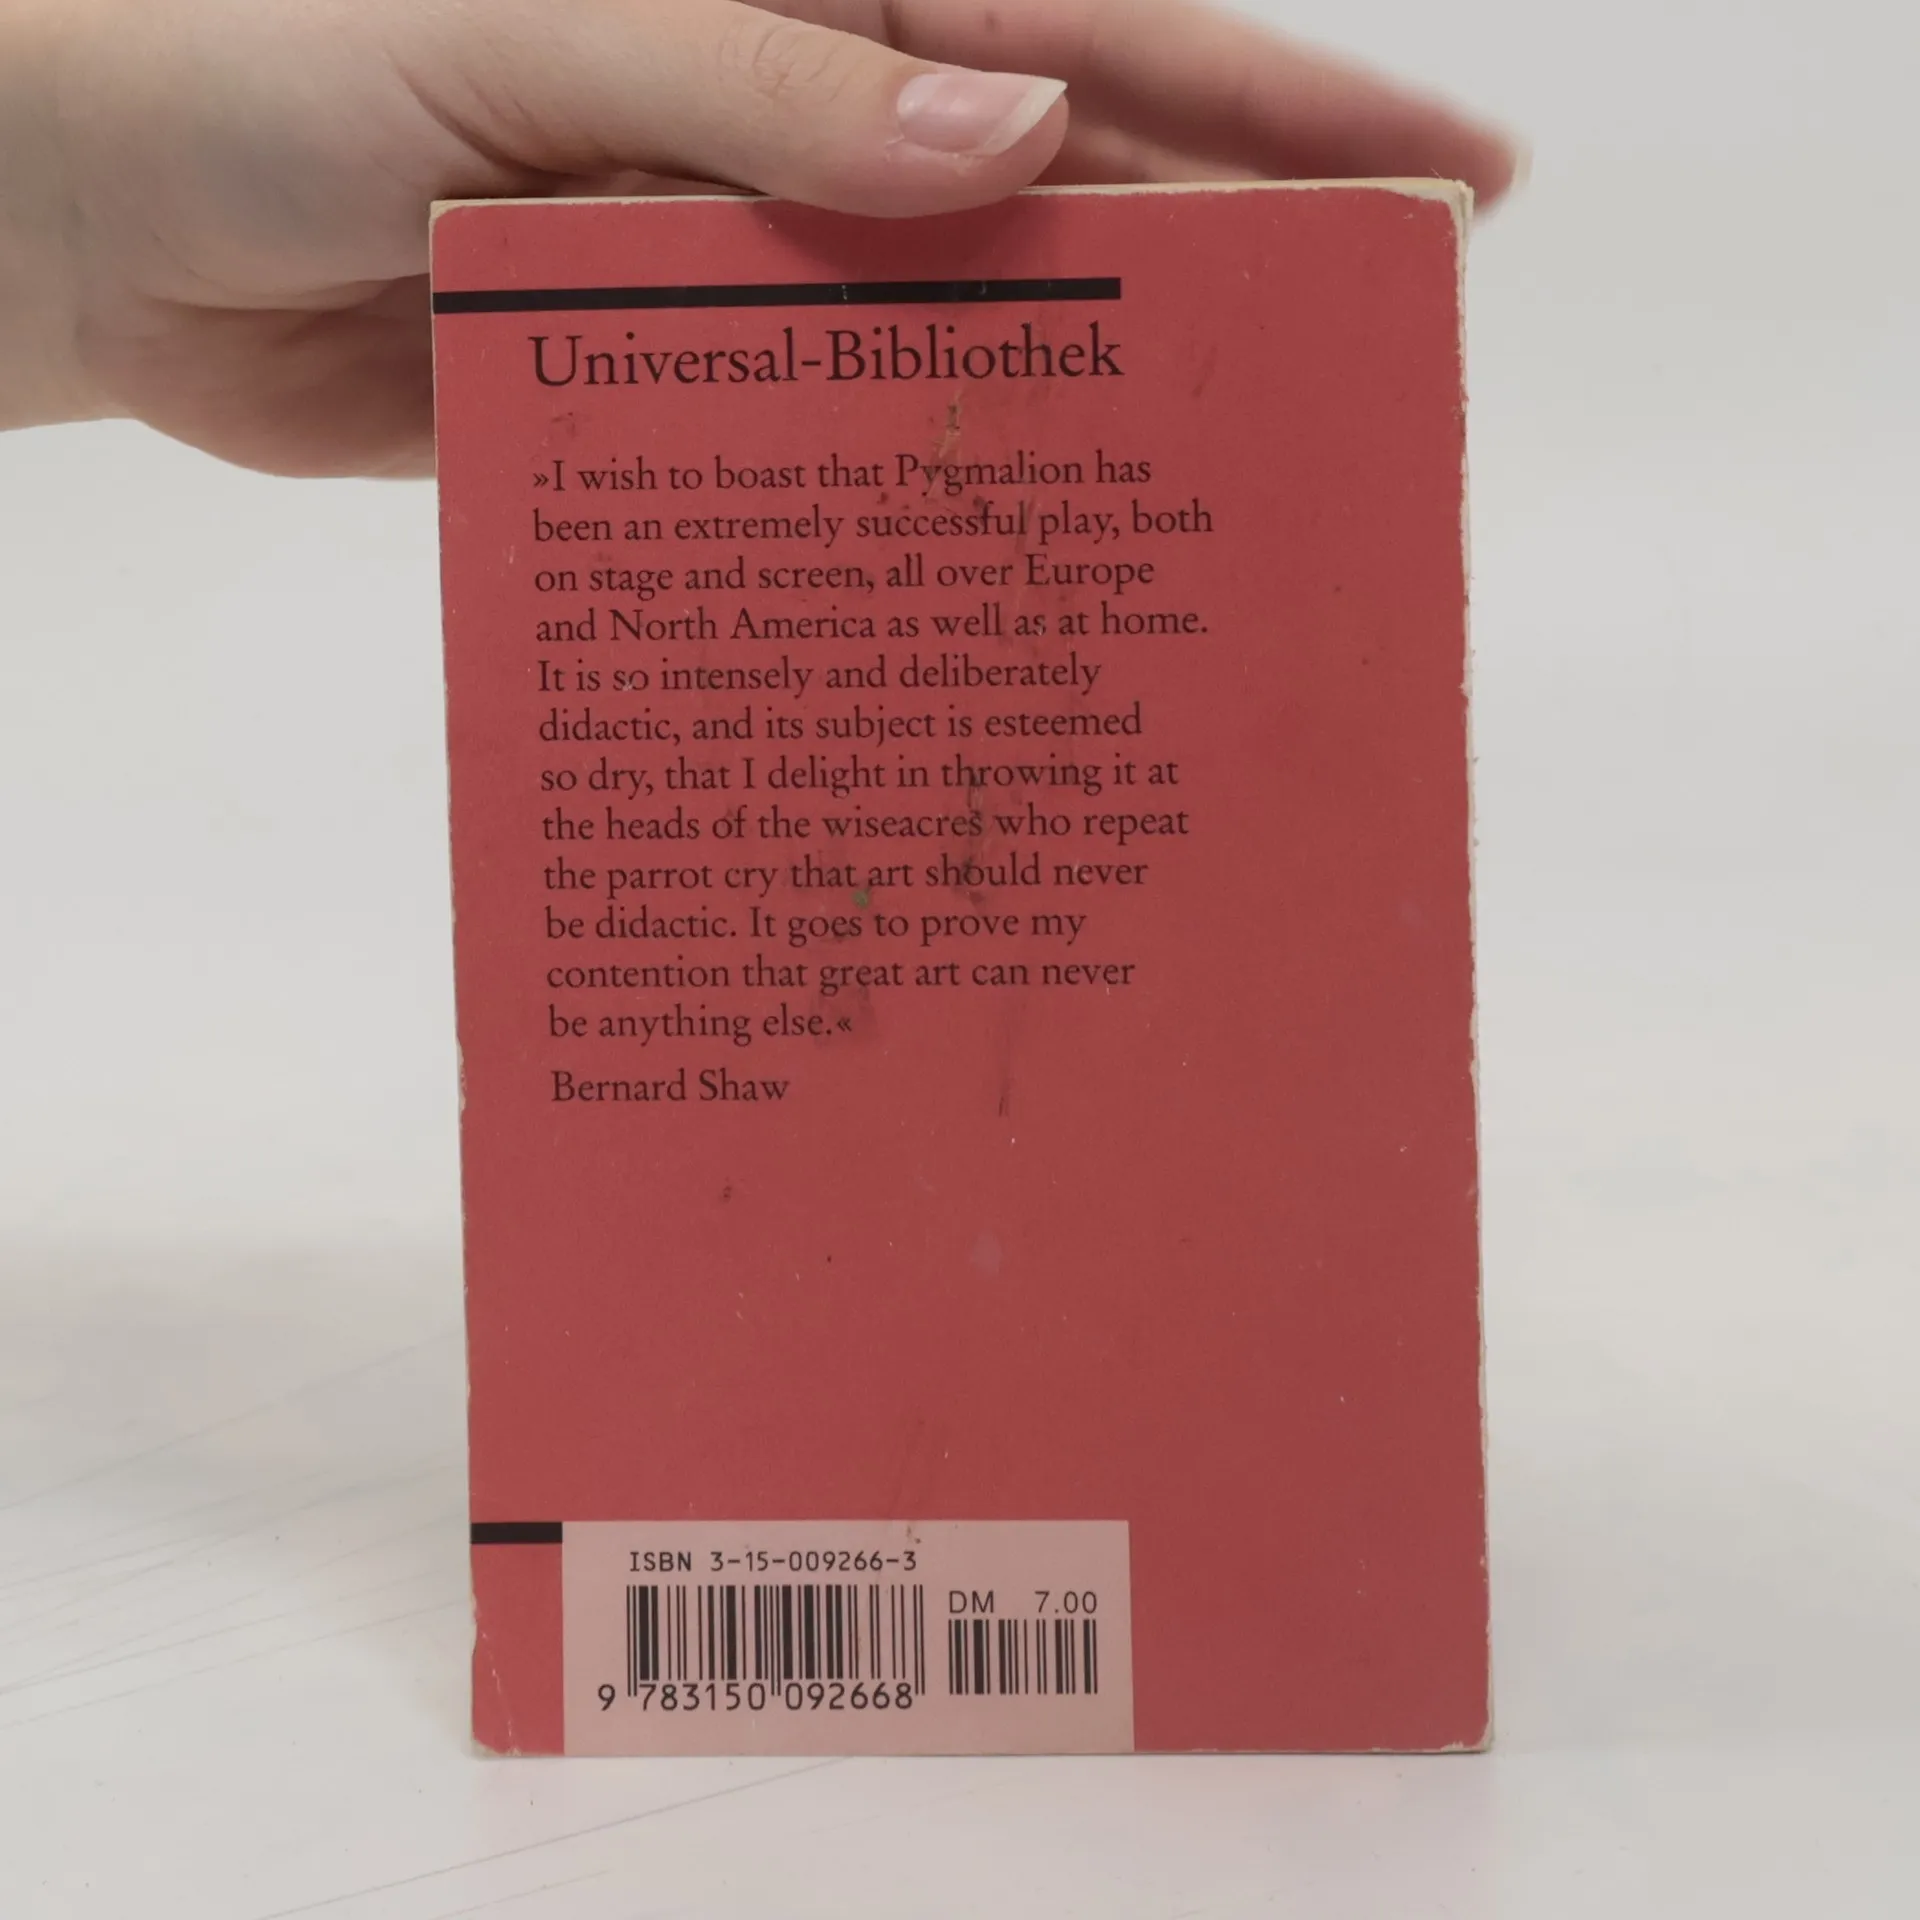 Universal-Bibliothek
»I wish to boast that Pygmalion has
been an extremely successful play, both
on stage and screen, all over Europe
and North America as well as at home.
It is so intensely and deliberately
didactic, and its subject is esteemed
so dry, that I delight in throwing it at
the heads of the wiseacres who repeat
the parrot cry that art should never
be didactic. It goes to prove my
contention that great art can never
be anything else.«
Bernard Shaw
ISBN 3-15-009266-3
DM 7.00
9 783150 092668